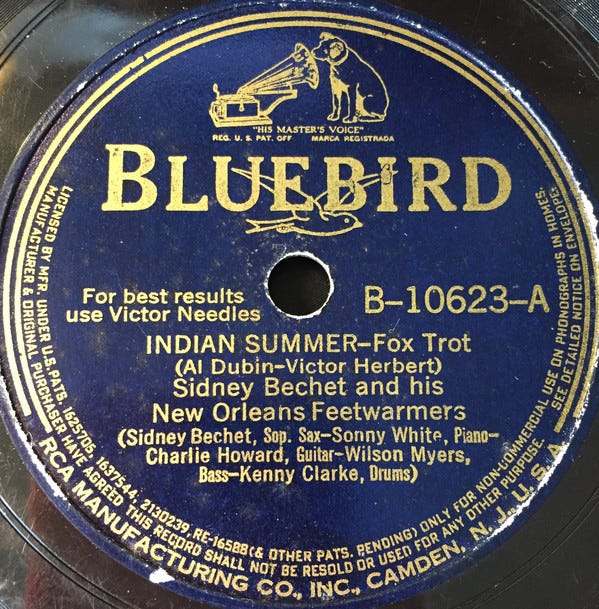 "HIS MASTER'S VOICE"
REG. U. S. PAT. OFF MARCA REGISTRADA
BLUEBIRD
For best results
use Victor Needles
B-10623-A
INDIAN SUMMER-Fox Trot
(Al Dubin-Victor Herbert)
Sidney Bechet and his
New Orleans Feetwarmers
(Sidney Bechet, Sop. Sax-Sonny White, Piano-
Charlie Howard, Guitar-Wilson Myers,
Bass-Kenny Clarke, Drums)
LICENSED BY MFR. UNDER U.S. PATS. 1625705, 1637544, 2130239, RE-16588 (& OTHER PATS. PENDING) ONLY FOR NON-COMMERCIAL USE ON PHONOGRAPHS IN HOMES.
MANUFACTURER & ORIGINAL PURCHASER HAVE AGREED THIS RECORD SHALL NOT BE RESOLD OR USED FOR ANY OTHER PURPOSE. SEE DETAILED NOTICE ON ENVELOPE.
RCA MANUFACTURING CO., INC., CAMDEN, N. J., U. S. A.